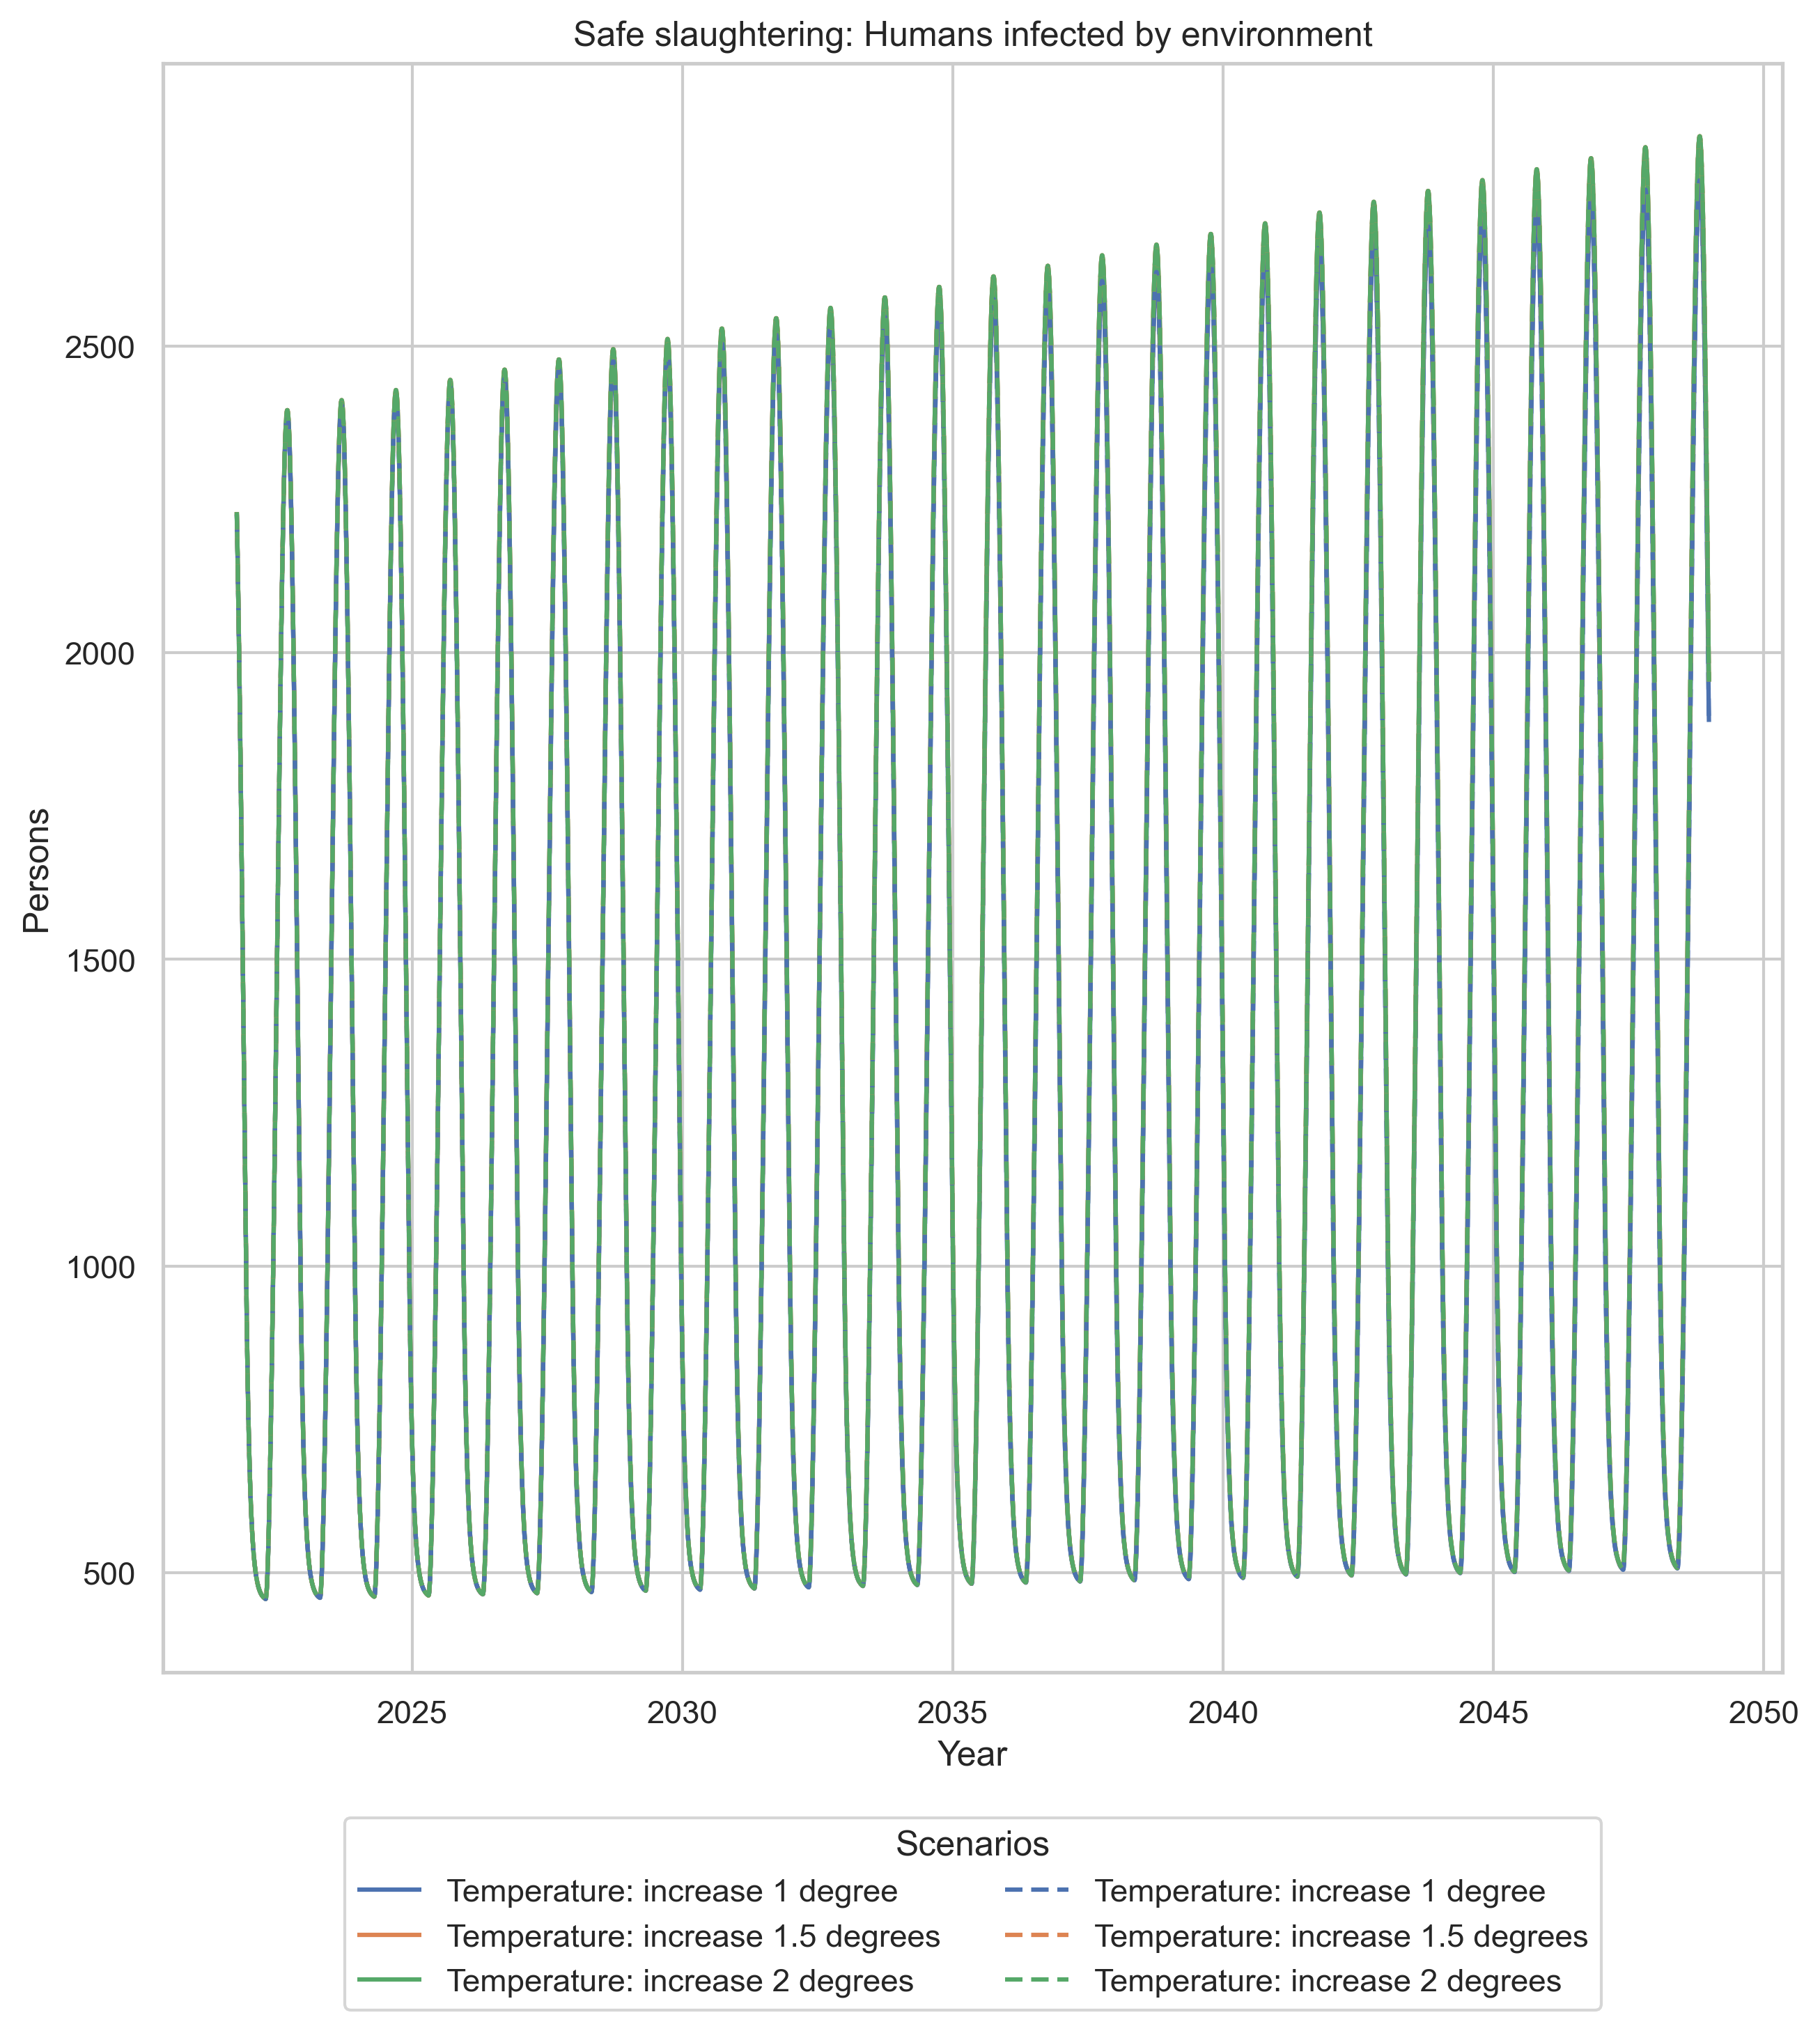 Safe slaughtering: Humans infected by environment
Persons
2500
2000
1500
1000
500
2025
2030
2035
2040
2045
2050
Year
Scenarios
Temperature: increase 1 degree
Temperature: increase 1.5 degrees
Temperature: increase 2 degrees
Temperature: increase 1 degree
Temperature: increase 1.5 degrees
Temperature: increase 2 degrees